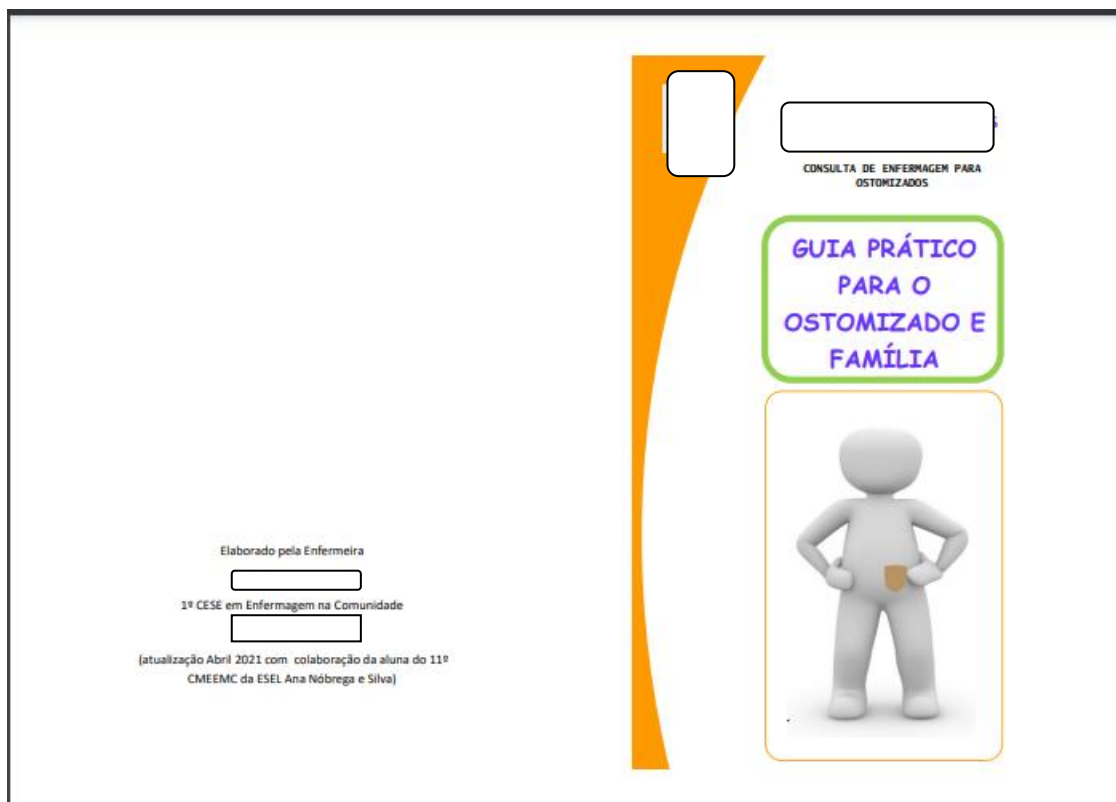 Elaborado pela Enfermeira
1º CESE em Enfermagem na Comunidade
(atualização Abril 2021 com colaboração da aluna do 11º
CMEEMC da ESEL Ana Nóbrega e Silva)
CONSULTA DE ENFERMAGEM PARA
OSTOMIZADOS
GUIA PRÁTICO
PARA O
OSTOMIZADO E
FAMÍLIA